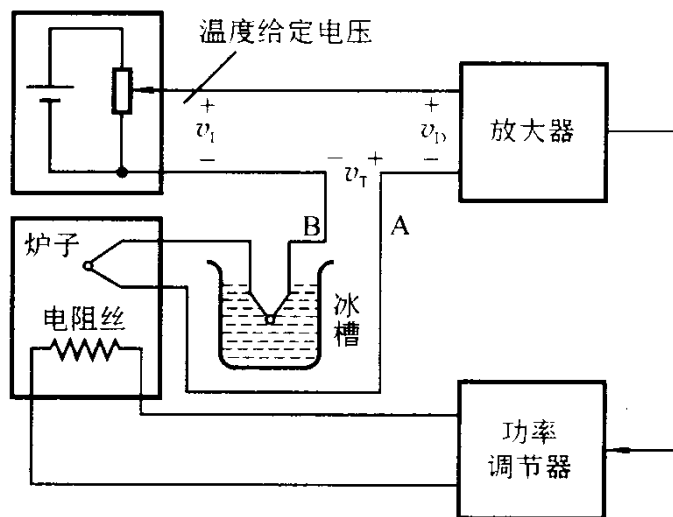 温度给定电压
+
v_I
−
+
v_D
−
− v_T +
放大器
B
A
炉子
电阻丝
冰
槽
功率
调节器